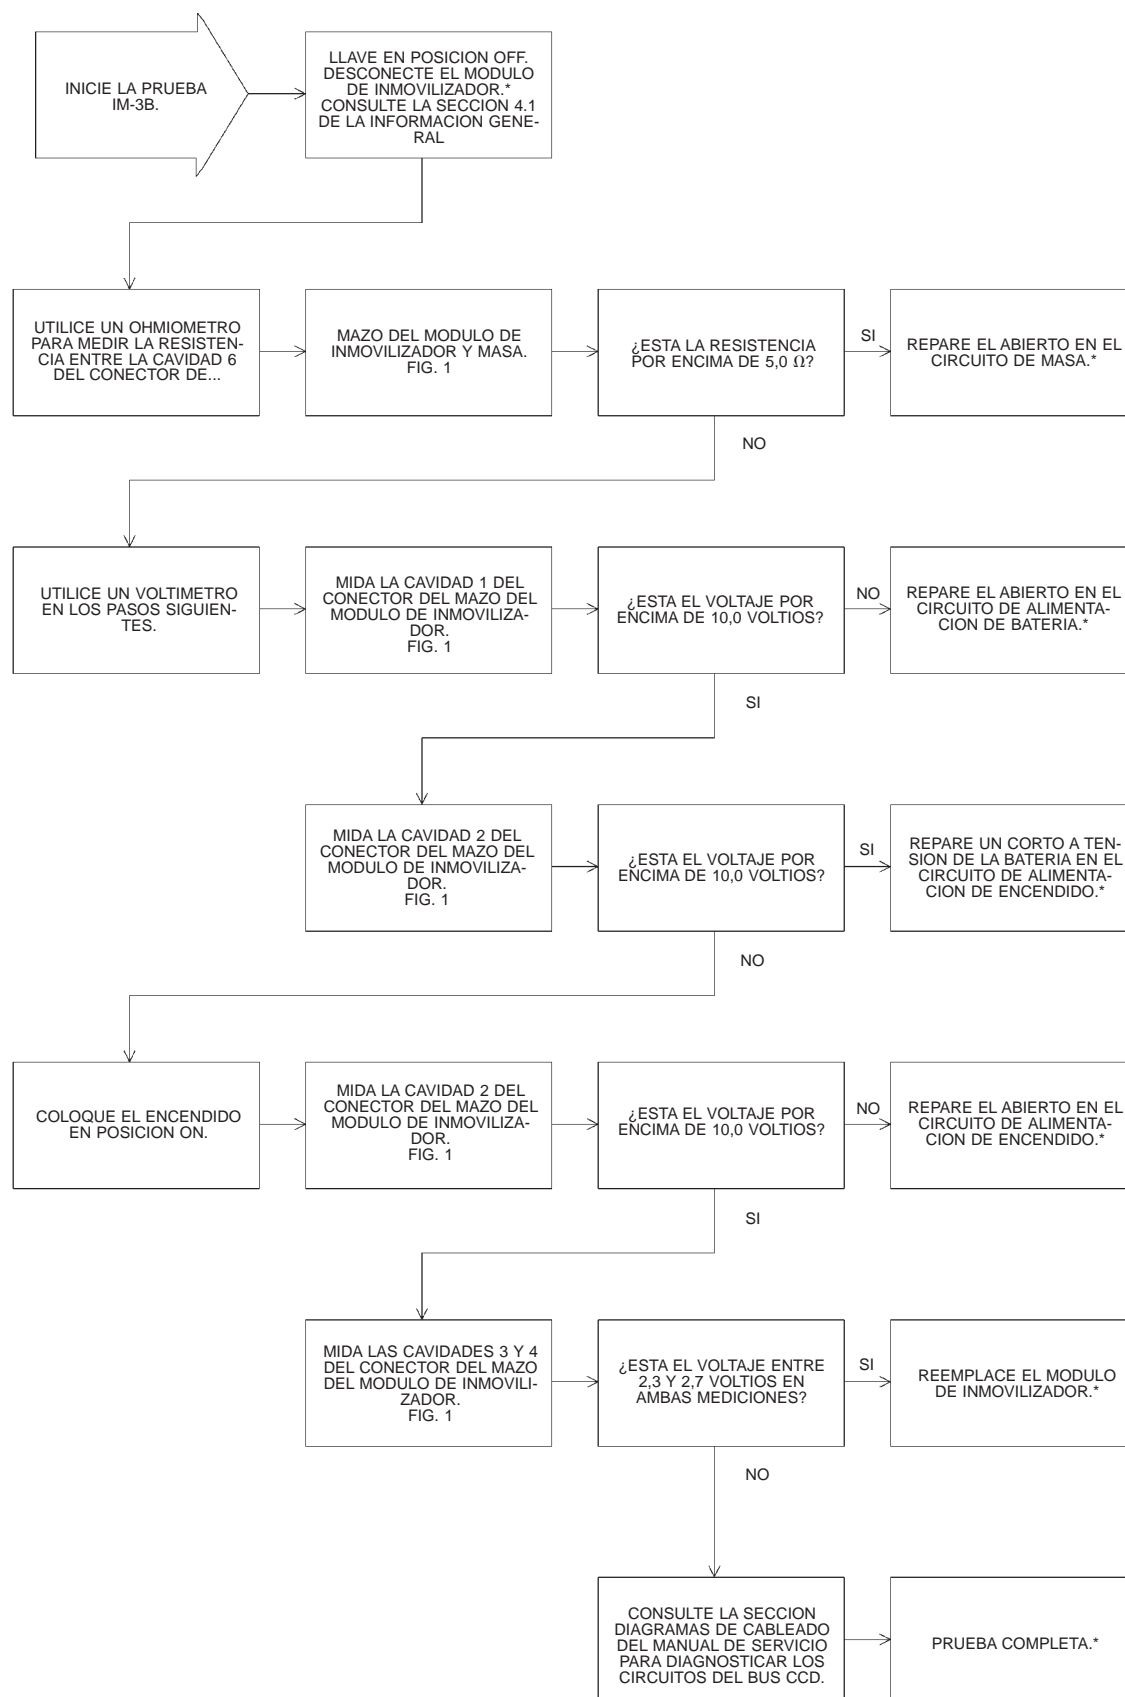 INICIE LA PRUEBA
IM-3B.
LLAVE EN POSICION OFF.
DESCONECTE EL MODULO
DE INMOVILIZADOR.*
CONSULTE LA SECCION 4.1
DE LA INFORMACION GENE-
RAL
UTILICE UN OHMIOMETRO
PARA MEDIR LA RESISTEN-
CIA ENTRE LA CAVIDAD 6
DEL CONECTOR DE...
MAZO DEL MODULO DE
INMOVILIZADOR Y MASA.
FIG. 1
¿ESTA LA RESISTENCIA
POR ENCIMA DE 5,0 Ω?
SI
REPARE EL ABIERTO EN EL
CIRCUITO DE MASA.*
NO
UTILICE UN VOLTIMETRO
EN LOS PASOS SIGUIEN-
TES.
MIDA LA CAVIDAD 1 DEL
CONECTOR DEL MAZO DEL
MODULO DE INMOVILIZA-
DOR.
FIG. 1
¿ESTA EL VOLTAJE POR
ENCIMA DE 10,0 VOLTIOS?
NO
REPARE EL ABIERTO EN EL
CIRCUITO DE ALIMENTA-
CION DE BATERIA.*
SI
MIDA LA CAVIDAD 2 DEL
CONECTOR DEL MAZO DEL
MODULO DE INMOVILIZA-
DOR.
FIG. 1
¿ESTA EL VOLTAJE POR
ENCIMA DE 10,0 VOLTIOS?
SI
REPARE UN CORTO A TEN-
SION DE LA BATERIA EN EL
CIRCUITO DE ALIMENTA-
CION DE ENCENDIDO.*
NO
COLOQUE EL ENCENDIDO
EN POSICION ON.
MIDA LA CAVIDAD 2 DEL
CONECTOR DEL MAZO DEL
MODULO DE INMOVILIZA-
DOR.
FIG. 1
¿ESTA EL VOLTAJE POR
ENCIMA DE 10,0 VOLTIOS?
NO
REPARE EL ABIERTO EN EL
CIRCUITO DE ALIMENTA-
CION DE ENCENDIDO.*
SI
MIDA LAS CAVIDADES 3 Y 4
DEL CONECTOR DEL MAZO
DEL MODULO DE INMOVILI-
ZADOR.
FIG. 1
¿ESTA EL VOLTAJE ENTRE
2,3 Y 2,7 VOLTIOS EN
AMBAS MEDICIONES?
SI
REEMPLACE EL MODULO
DE INMOVILIZADOR.*
NO
CONSULTE LA SECCION
DIAGRAMAS DE CABLEADO
DEL MANUAL DE SERVICIO
PARA DIAGNOSTICAR LOS
CIRCUITOS DEL BUS CCD.
PRUEBA COMPLETA.*